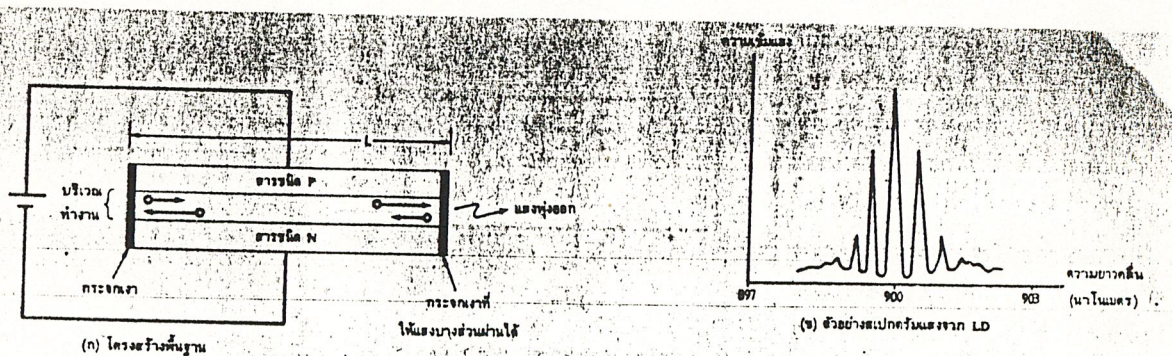 L
สารชนิด P
บริเวณ
ทำงาน
แสงพุ่งออก
สารชนิด N
กระจกเงา
กระจกเงาที่
ให้แสงบางส่วนผ่านได้
(ก) โครงสร้างพื้นฐาน
ความเข้มแสง
897
900
903
ความยาวคลื่น
(นาโนเมตร)
(ข) ตัวอย่างสเปกตรัมแสงจาก LD